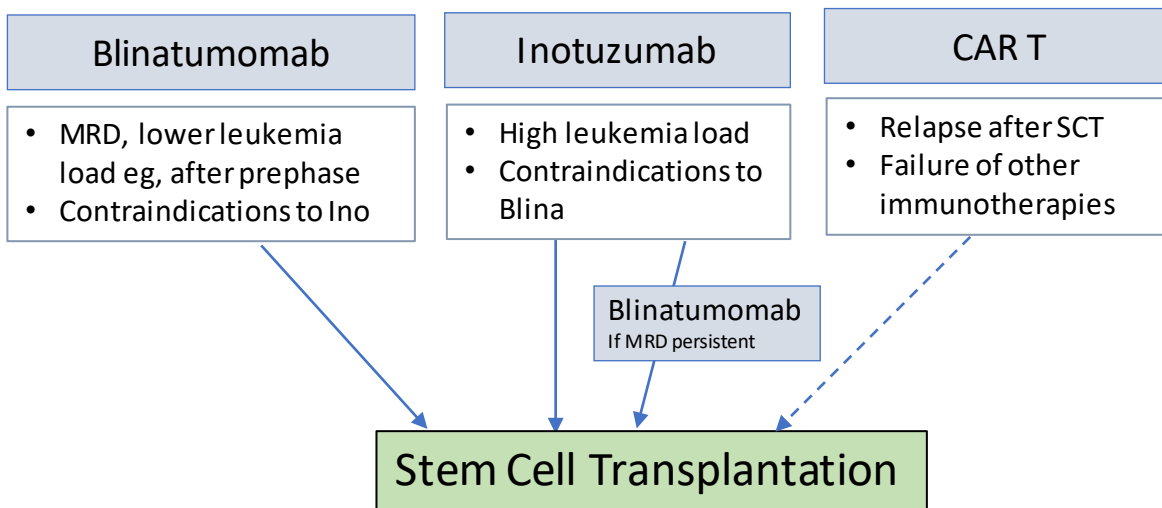 Blinatumomab
• MRD, lower leukemia
load eg, after prephase
• Contraindications to Ino
Inotuzumab
• High leukemia load
• Contraindications to
Blina
CAR T
• Relapse after SCT
• Failure of other
immunotherapies
Blinatumomab
If MRD persistent
Stem Cell Transplantation